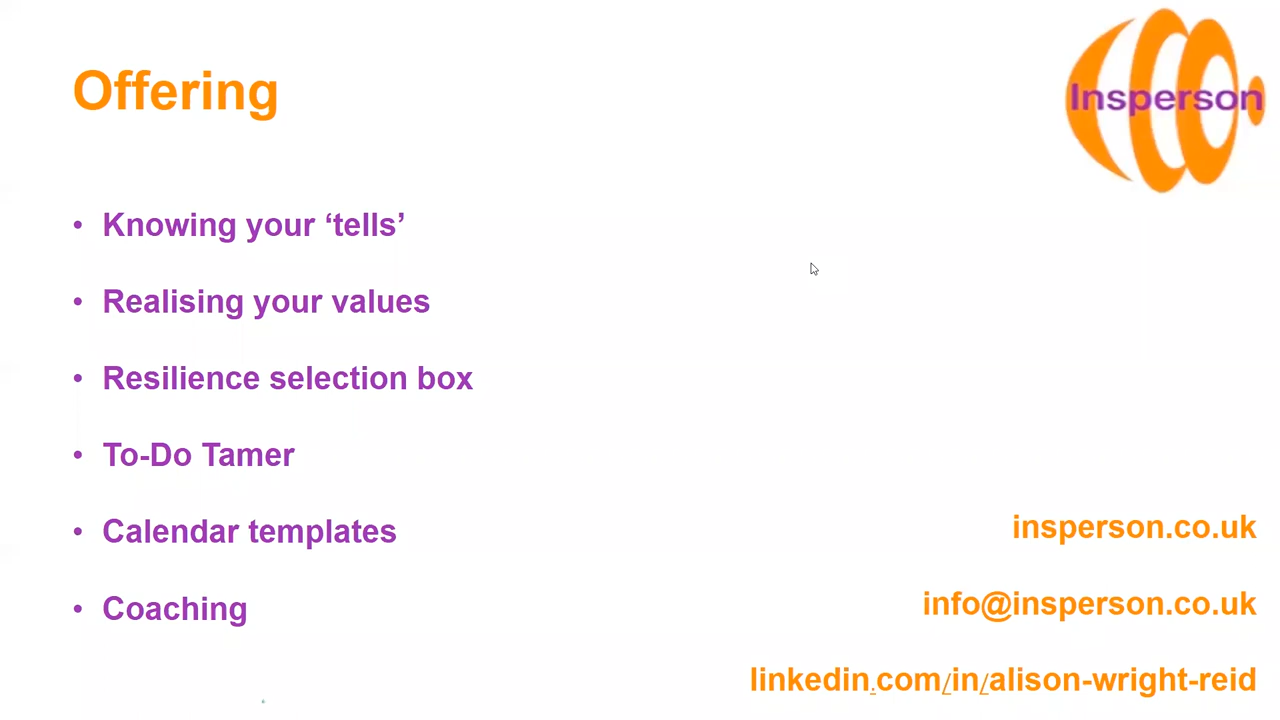 Offering
Insperson
• Knowing your ‘tells’
• Realising your values
• Resilience selection box
• To-Do Tamer
• Calendar templates
• Coaching
insperson.co.uk
info@insperson.co.uk
linkedin.com/in/alison-wright-reid